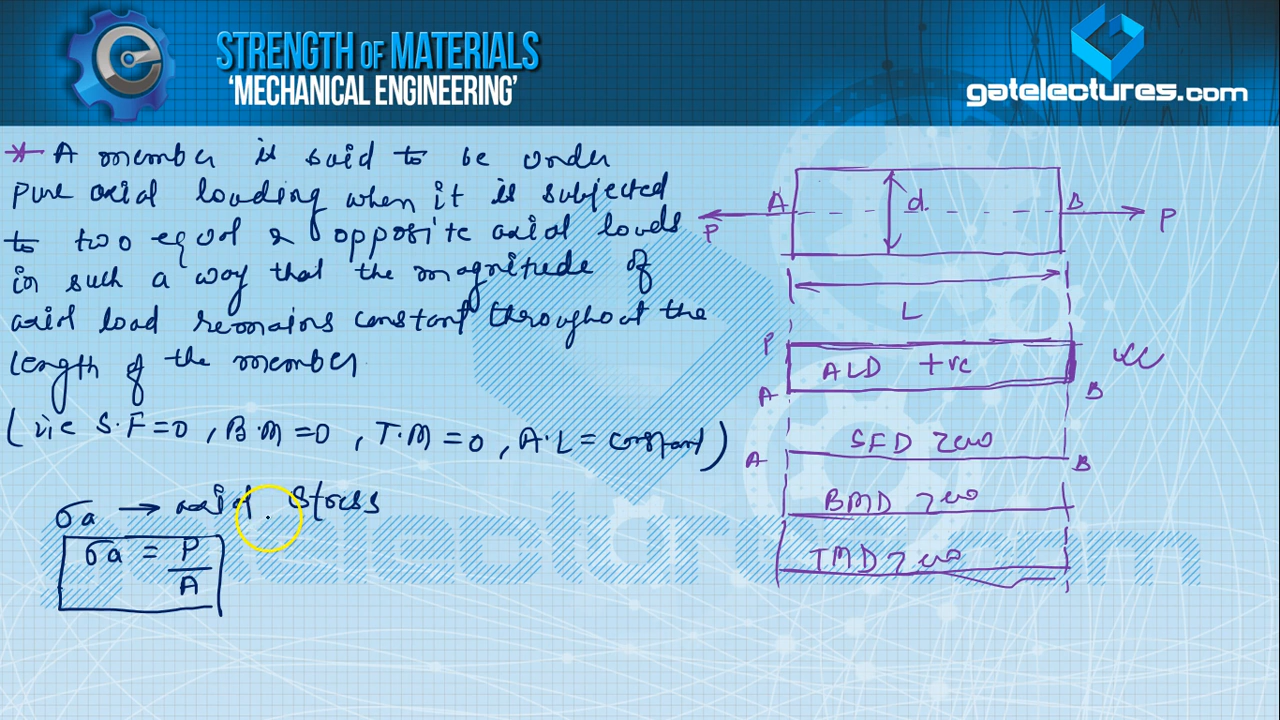 STRENGTH OF MATERIALS
'MECHANICAL ENGINEERING'
gatelectures.com
* A member is said to be under
Pure axial loading when it is subjected
to two equal & opposite axial loads
in such a way that the magnitude of
axial load remains constant throughout the
length of the member
(i.e S.F=0, B.M=0, T.M=0, A.L=constant)
σa → axial stress
σa = P
A
A d. B
P P
L
P
ALD +ve
A B
SFD zero
A B
BMD zero
TMD zero
gatelectures.com